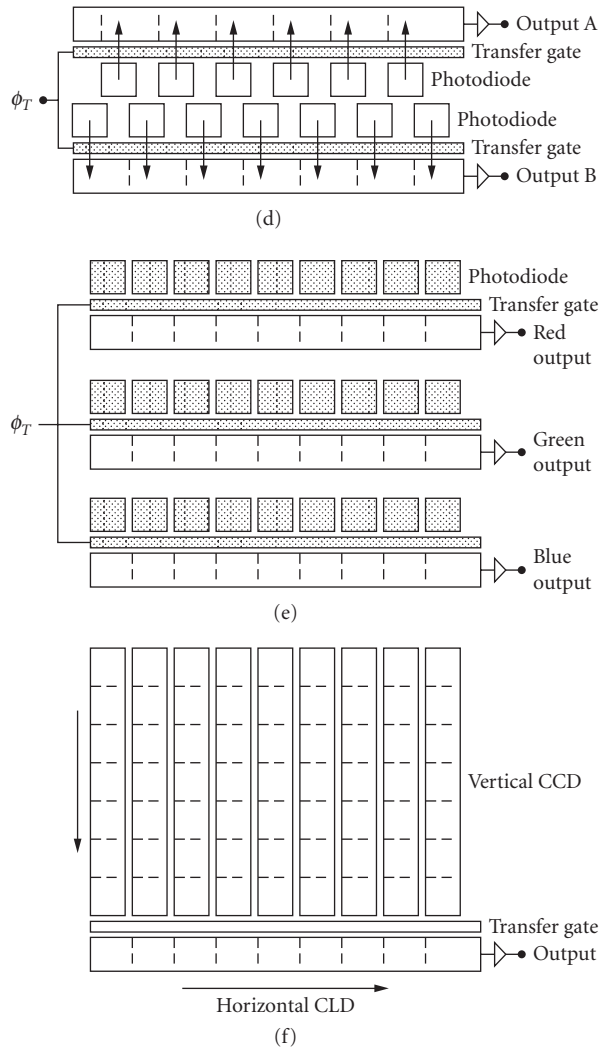 Output A
Transfer gate
Photodiode
ϕT
Photodiode
Transfer gate
Output B
(d)
Photodiode
Transfer gate
Red
output
ϕT
Green
output
Blue
output
(e)
Vertical CCD
Transfer gate
Output
Horizontal CLD
(f)